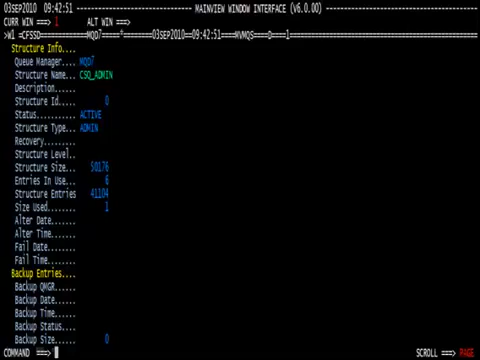 03SEP2010 09:42:51 ------------------------ MAINVIEW WINDOW INTERFACE (V6.0.00) --------------------------------
CURR WIN ===> 1 ALT WIN ===>
>W1 =CFSSD===========MQD7=====*========03SEP2010==09:42:51====MVMQS====D====1====================================
Structure Info....
Queue Manager.... MQD7
Structure Name... CSQ_ADMIN
Description......
Structure Id..... 0
Status........... ACTIVE
Structure Type... ADMIN
Recovery.........
Structure Level..
Structure Size... 50176
Entries In Use... 6
Structure Entries 41104
Size Used........ 1
Alter Date.......
Alter Time.......
Fail Date........
Fail Time........
Backup Entries....
Backup QMGR......
Backup Date......
Backup Time......
Backup Status....
Backup Size...... 0
COMMAND ===> SCROLL ===> PAGE